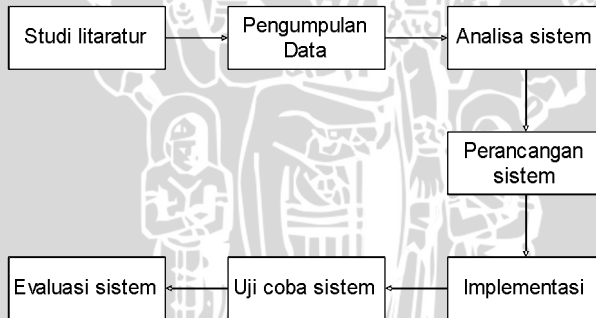 Studi litaratur
Pengumpulan
Data
Analisa sistem
Perancangan
sistem
Implementasi
Uji coba sistem
Evaluasi sistem